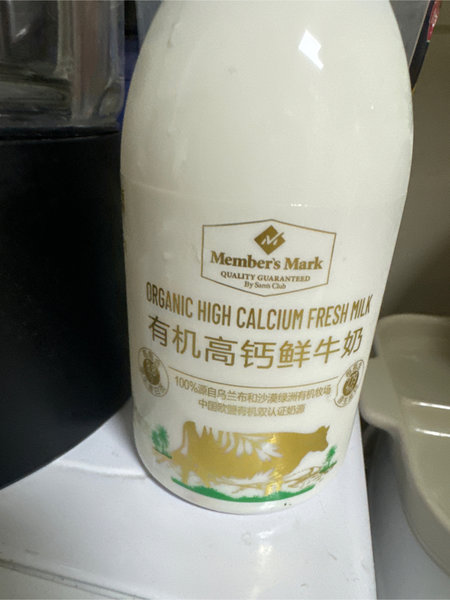 Member's Mark
QUALITY GUARANTEED
By Sam's Club
ORGANIC HIGH CALCIUM FRESH MILK
有机高钙鲜牛奶
100%源自乌兰布和沙漠绿洲有机牧场
中国欧盟有机双认证奶源